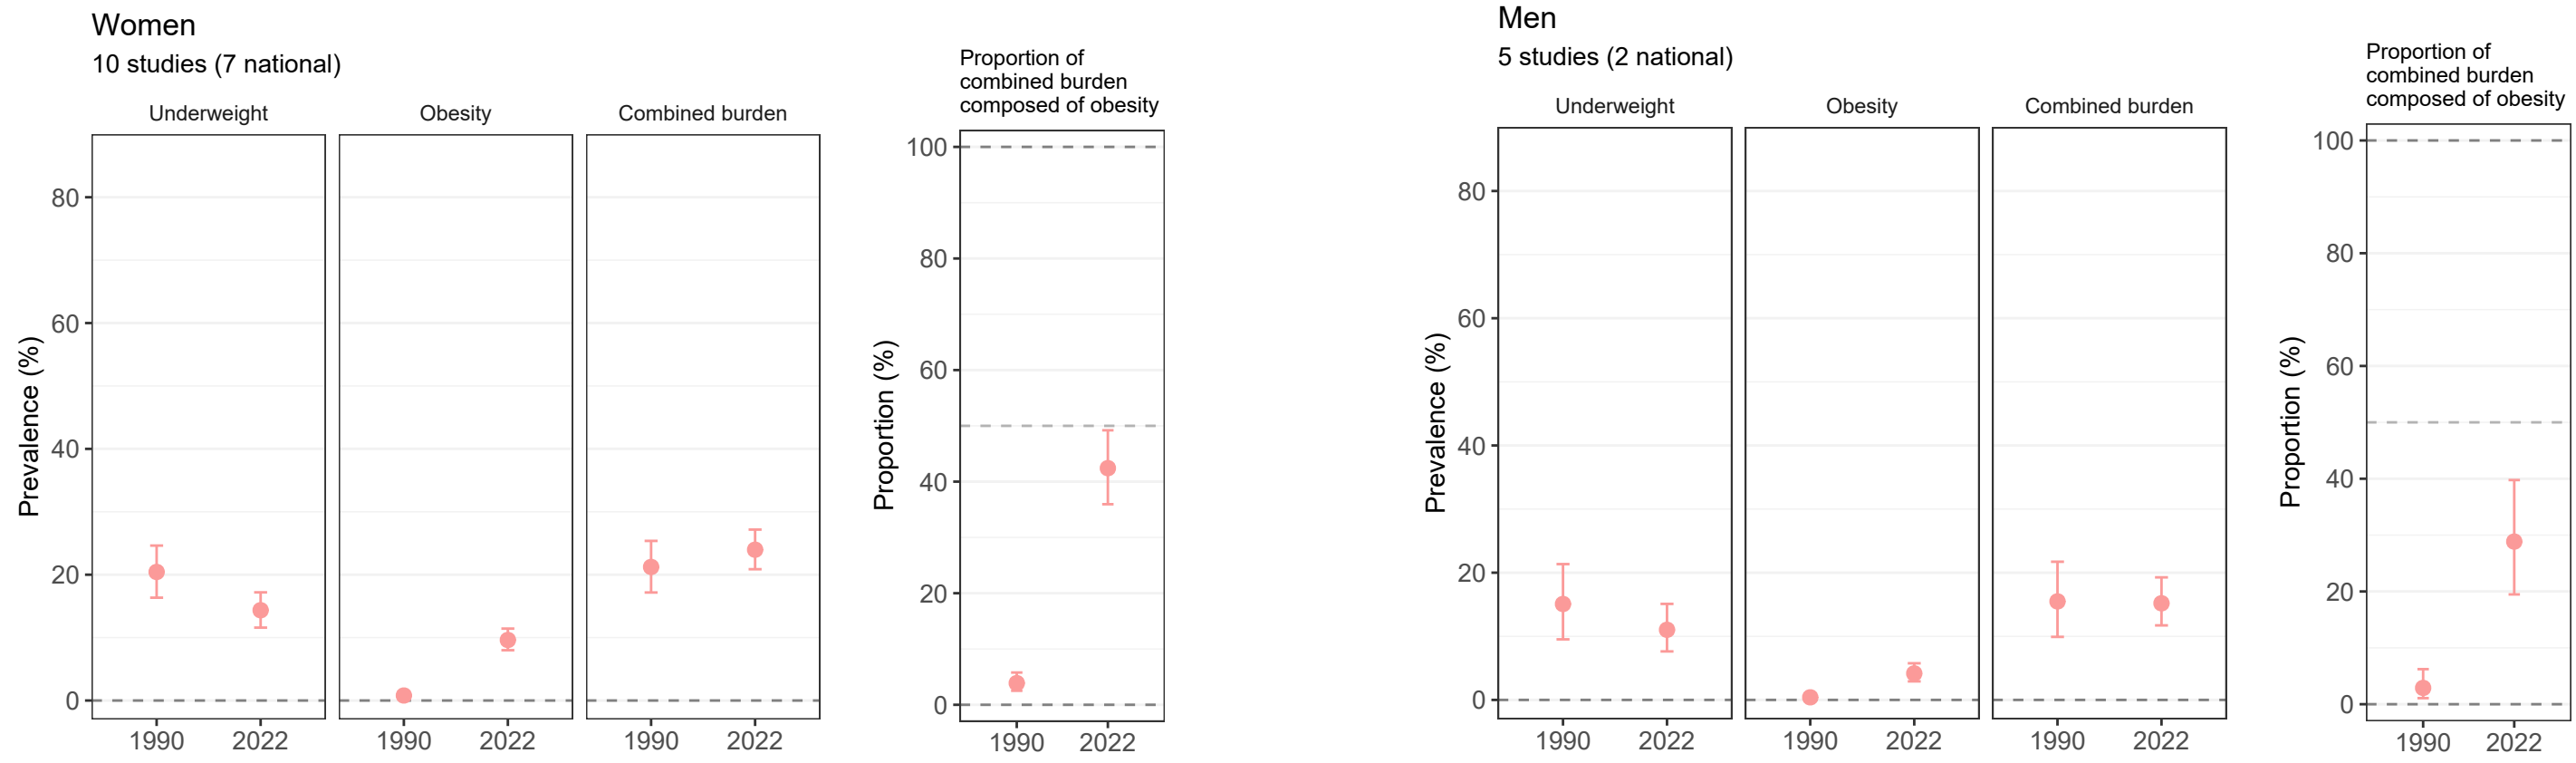 Women
10 studies (7 national)
Underweight
Obesity
Combined burden
Prevalence (%)
80
60
40
20
0
1990
2022
1990
2022
1990
2022
Proportion of
combined burden
composed of obesity
Proportion (%)
100
80
60
40
20
0
1990
2022
Men
5 studies (2 national)
Underweight
Obesity
Combined burden
Prevalence (%)
80
60
40
20
0
1990
2022
1990
2022
1990
2022
Proportion of
combined burden
composed of obesity
Proportion (%)
100
80
60
40
20
0
1990
2022